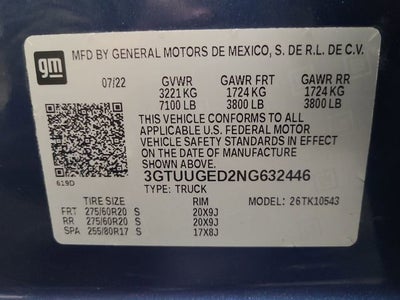 gm
MFD BY GENERAL MOTORS DE MEXICO, S. DE R.L. DE C.V.
07/22 GVWR GAWR FRT GAWR RR
3221 KG 1724 KG 1724 KG
7100 LB 3800 LB 3800 LB
THIS VEHICLE CONFORMS TO ALL
APPLICABLE U.S. FEDERAL MOTOR
VEHICLE SAFETY STANDARDS IN EFFECT
ON THE DATE OF MANUFACTURE
SHOWN ABOVE
3GTUUGED2NG632446
619D TYPE: TRUCK
TIRE SIZE RIM MODEL: 26TK10543
FRT 275/60R20 S 20X9J
RR 275/60R20 S 20X9J
SPA 255/80R17 S 17X8J